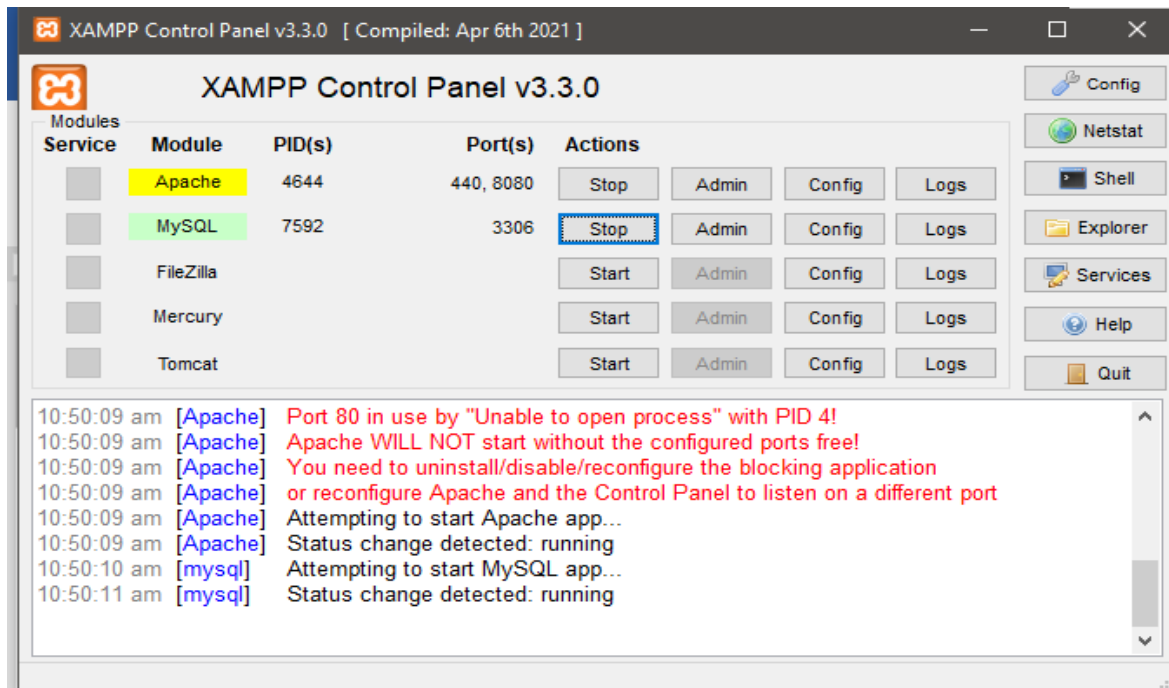 XAMPP Control Panel v3.3.0 [ Compiled: Apr 6th 2021 ]
XAMPP Control Panel v3.3.0
Config
Modules
Netstat
Service Module PID(s) Port(s) Actions
Apache 4644 440, 8080 Stop Admin Config Logs
Shell
MySQL 7592 3306 Stop Admin Config Logs
Explorer
FileZilla Start Admin Config Logs
Services
Mercury Start Admin Config Logs
Help
Tomcat Start Admin Config Logs
Quit
10:50:09 am [Apache] Port 80 in use by "Unable to open process" with PID 4!
10:50:09 am [Apache] Apache WILL NOT start without the configured ports free!
10:50:09 am [Apache] You need to uninstall/disable/reconfigure the blocking application
10:50:09 am [Apache] or reconfigure Apache and the Control Panel to listen on a different port
10:50:09 am [Apache] Attempting to start Apache app...
10:50:09 am [Apache] Status change detected: running
10:50:10 am [mysql] Attempting to start MySQL app...
10:50:11 am [mysql] Status change detected: running